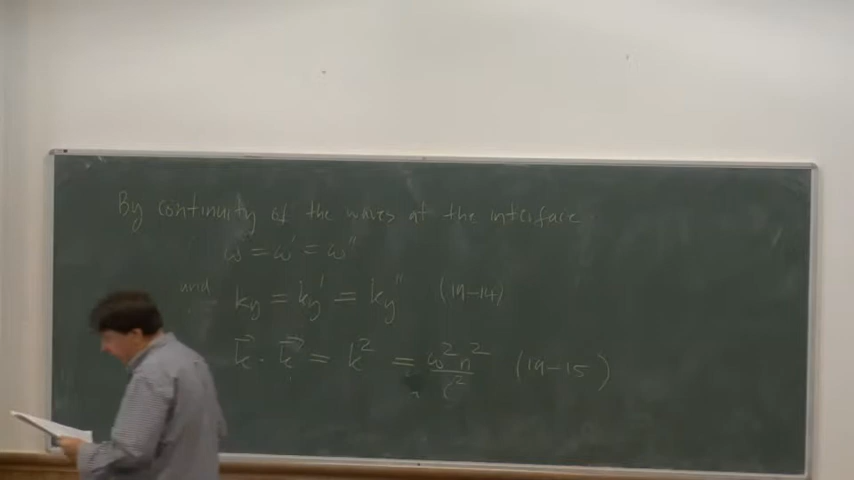 By continuity of the waves at the interface.
ω = ω' = ω''
and k_y = k_y' = k_y'' (19-14)
k⃗ · k⃗ = k² = ω²n²/c² (19-15)